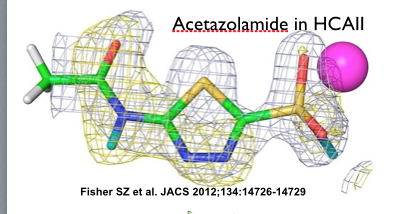 Acetazolamide in HCAII
Fisher SZ et al. JACS 2012;134:14726-14729